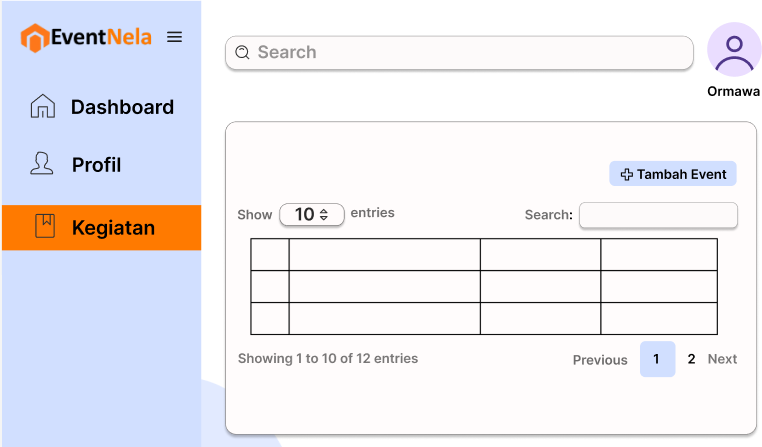 EventNela
Search
Ormawa
Dashboard
Profil
Kegiatan
Tambah Event
Show 10 entries
Search:
Showing 1 to 10 of 12 entries
Previous 1 2 Next